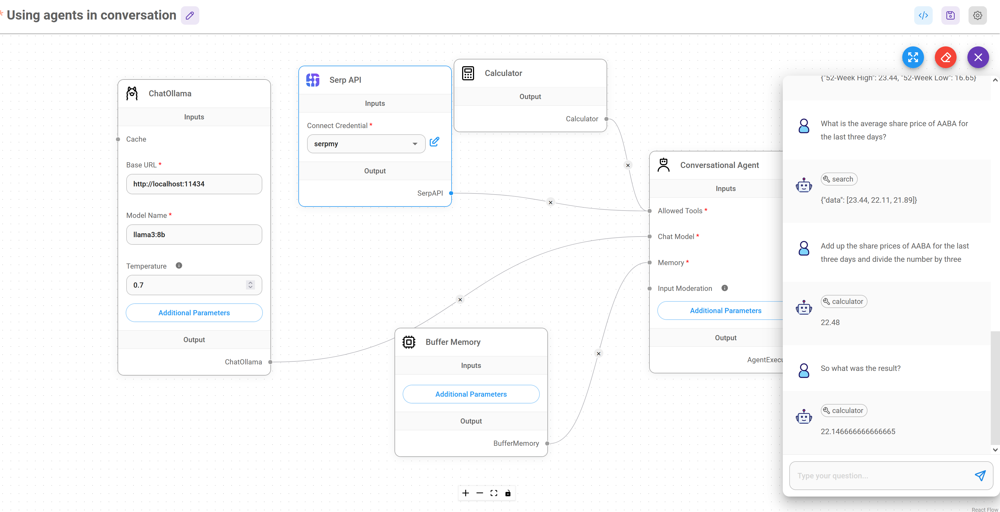 * Using agents in conversation
ChatOllama
Inputs
Cache
Base URL *
http://localhost:11434
Model Name *
llama3:8b
Temperature
0.7
Additional Parameters
Output
ChatOllama
Serp API
Inputs
Connect Credential *
serpmy
Output
SerpAPI
Calculator
Output
Calculator
Buffer Memory
Inputs
Additional Parameters
Output
BufferMemory
Conversational Agent
Inputs
Allowed Tools *
Chat Model *
Memory *
Input Moderation
Additional Parameters
Output
AgentExecu
{"52-Week High": 23.44, "52-Week Low": 16.65}
What is the average share price of AABA for
the last three days?
search
{"data": [23.44, 22.11, 21.89]}
Add up the share prices of AABA for the last
three days and divide the number by three
calculator
22.48
So what was the result?
calculator
22.146666666666665
Type your question...
React Flow